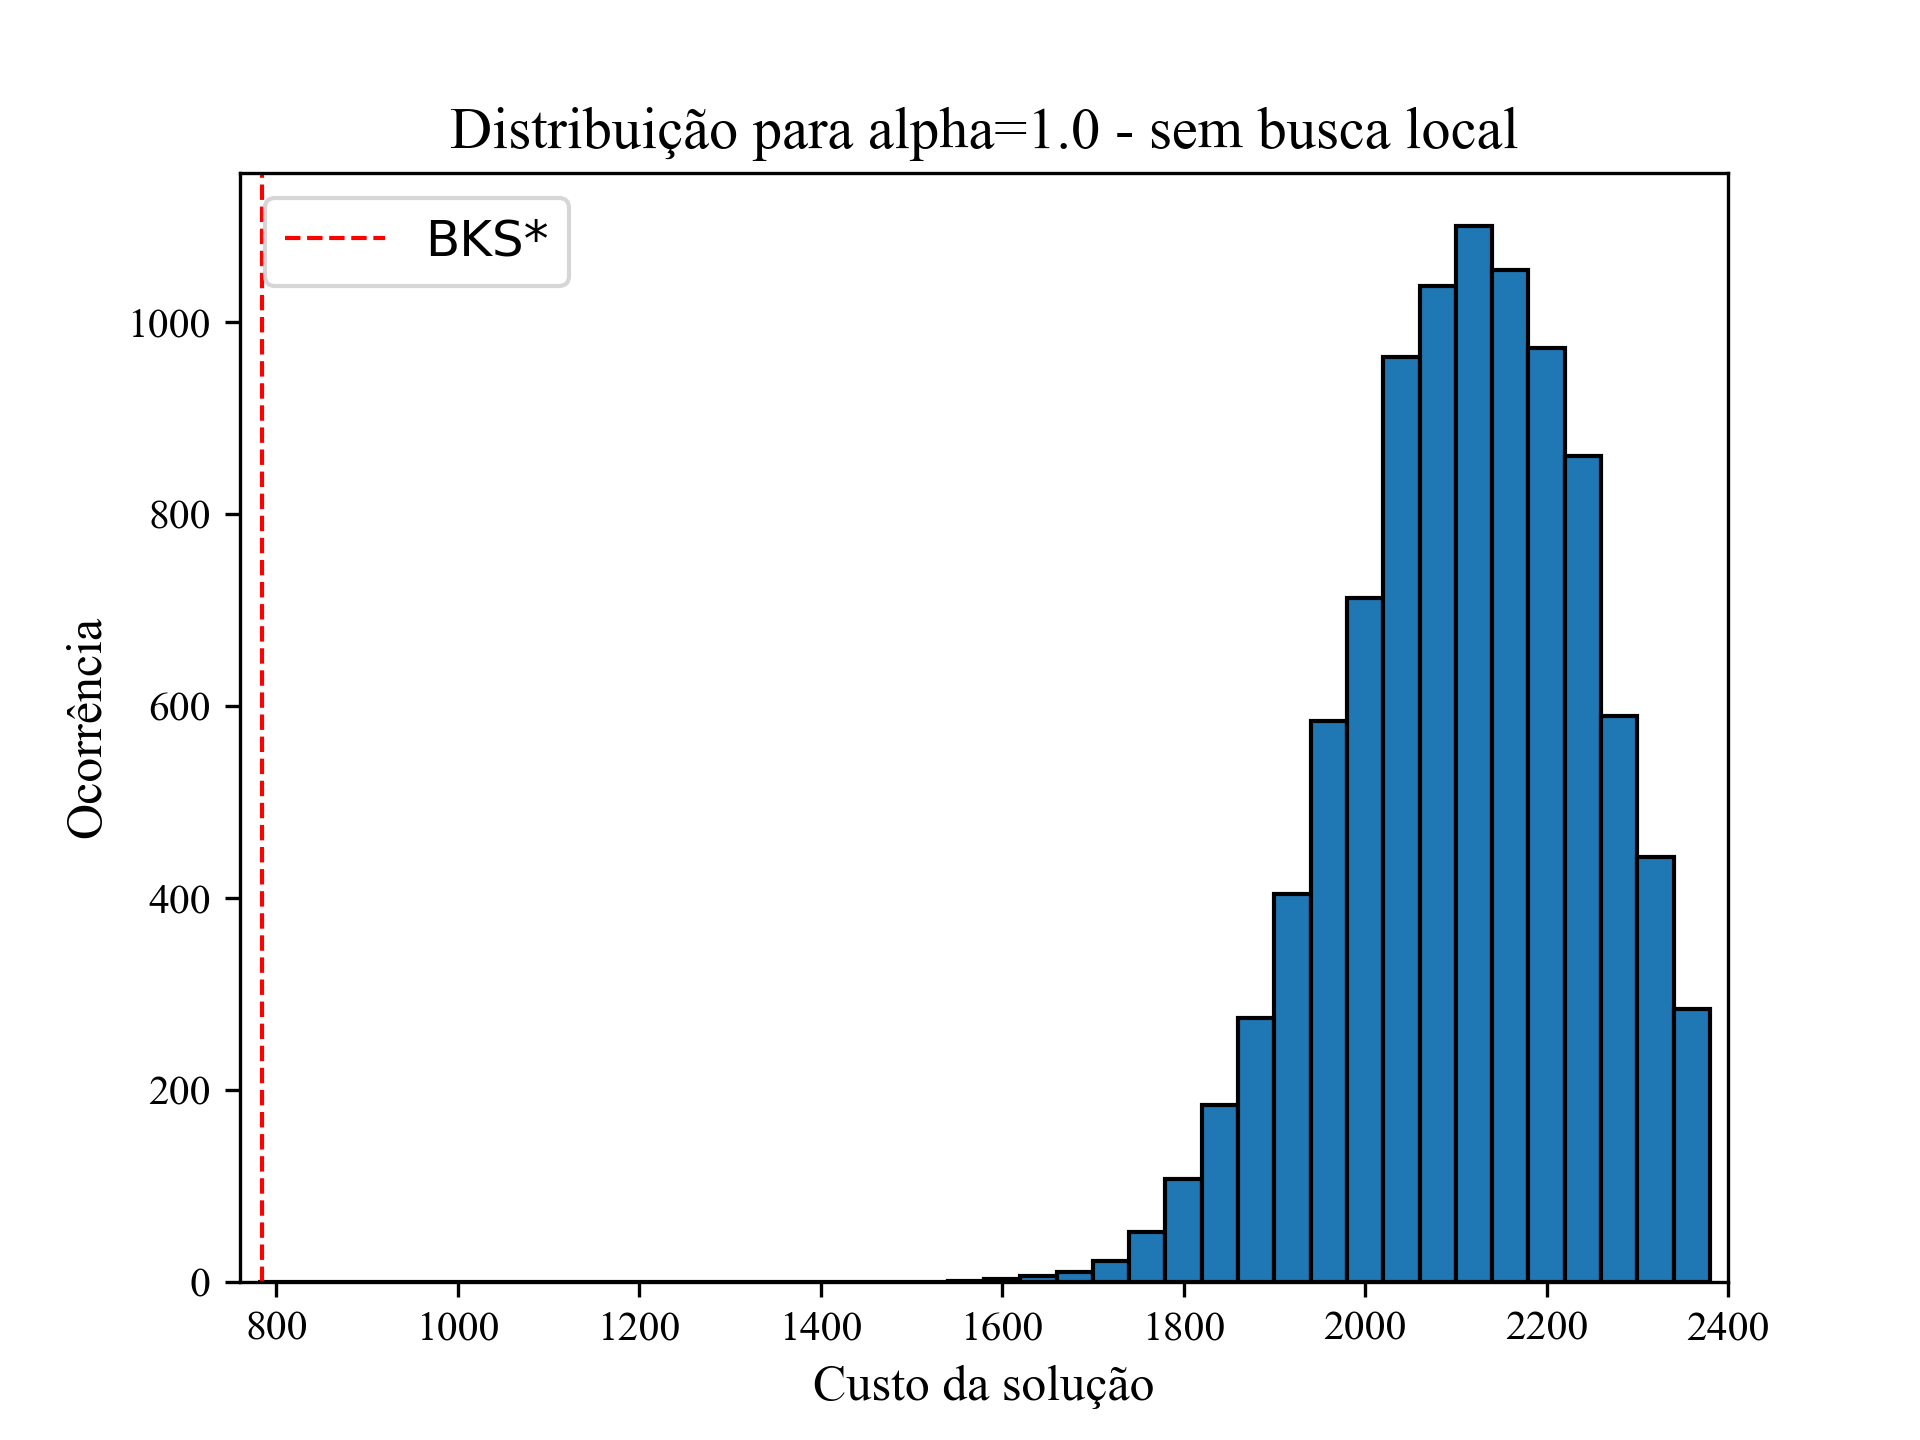 Distribuição para alpha=1.0 - sem busca local
BKS*
Ocorrência
1000
800
600
400
200
0
800 1000 1200 1400 1600 1800 2000 2200 2400
Custo da solução